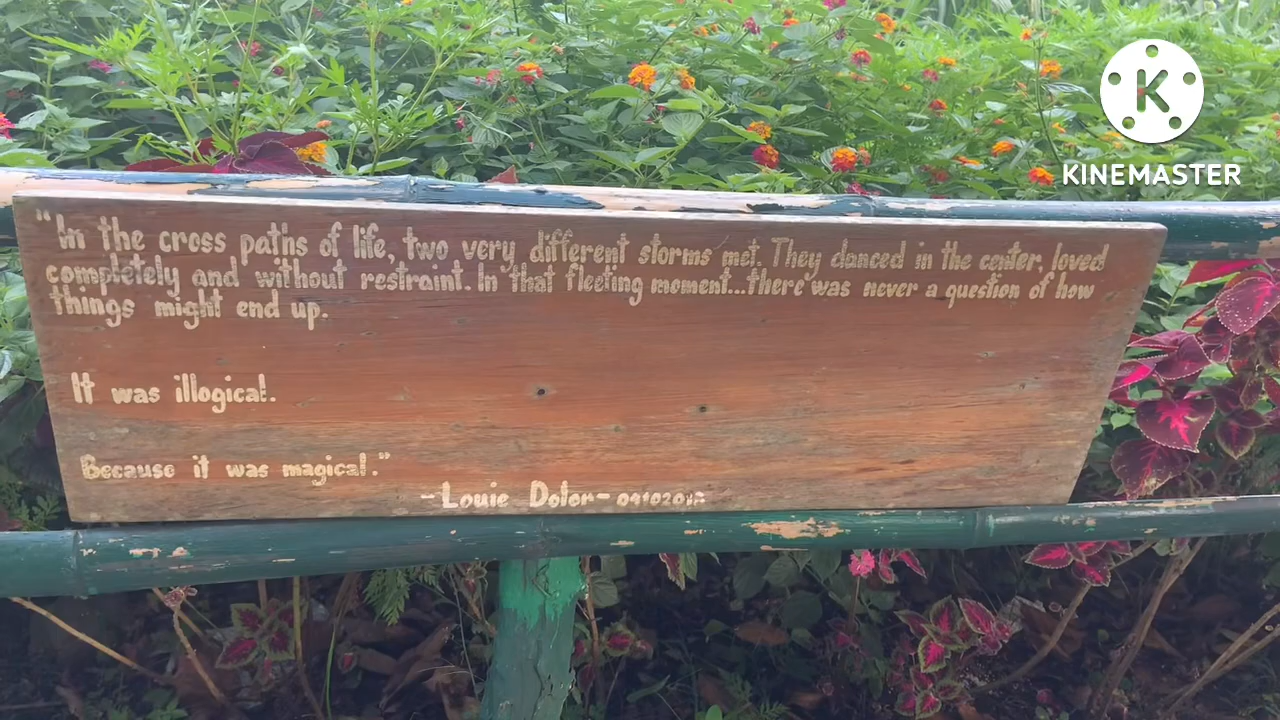 K
KINEMASTER
"In the cross paths of life, two very different storms met. They danced in the center, loved
completely and without restraint. In that fleeting moment...there was never a question of how
things might end up.
It was illogical.
Because it was magical."
-Louie Dolor-